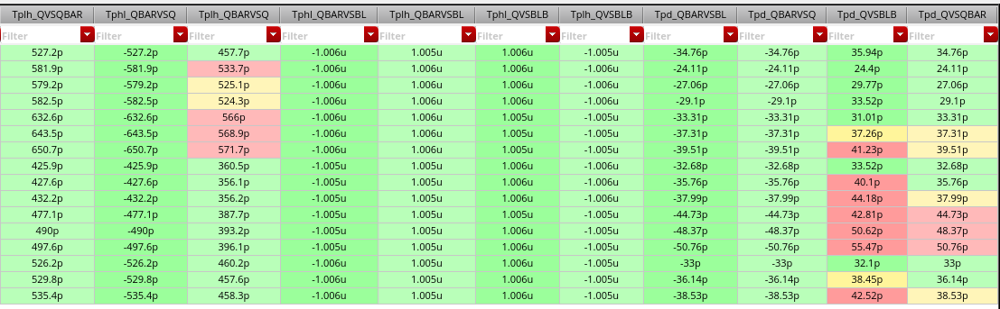 Tplh_QVSQBAR Tphl_QBARVSQ Tplh_QBARVSQ Tphl_QBARVSBL Tplh_QBARVSBL Tphl_QVSBLB Tplh_QVSBLB Tpd_QBARVSBL Tpd_QBARVSQ Tpd_QVSBLB Tpd_QVSQBAR
Filter Filter Filter Filter Filter Filter Filter Filter Filter Filter Filter
527.2p -527.2p 457.7p -1.006u 1.005u 1.006u -1.005u -34.76p -34.76p 35.94p 34.76p
581.9p -581.9p 533.7p -1.006u 1.005u 1.006u -1.005u -24.11p -24.11p 24.4p 24.11p
579.2p -579.2p 525.1p -1.006u 1.005u 1.006u -1.005u -27.06p -27.06p 29.77p 27.06p
582.5p -582.5p 524.3p -1.006u 1.005u 1.006u -1.005u -29.1p -29.1p 33.52p 29.1p
632.6p -632.6p 566p -1.006u 1.006u 1.005u -1.006u -33.31p -33.31p 31.01p 33.31p
643.5p -643.5p 568.9p -1.006u 1.006u 1.005u -1.006u -37.31p -37.31p 37.26p 37.31p
650.7p -650.7p 571.7p -1.006u 1.006u 1.005u -1.006u -39.51p -39.51p 41.23p 39.51p
425.9p -425.9p 360.5p -1.005u 1.005u 1.006u -1.006u -32.68p -32.68p 33.52p 32.68p
427.6p -427.6p 356.1p -1.005u 1.005u 1.006u -1.006u -35.76p -35.76p 40.1p 35.76p
432.2p -432.2p 356.2p -1.005u 1.005u 1.006u -1.006u -37.99p -37.99p 44.18p 37.99p
477.1p -477.1p 387.7p -1.005u 1.005u 1.006u -1.005u -44.73p -44.73p 42.81p 44.73p
490p -490p 393.2p -1.005u 1.005u 1.006u -1.005u -48.37p -48.37p 50.62p 48.37p
497.6p -497.6p 396.1p -1.005u 1.005u 1.006u -1.005u -50.76p -50.76p 55.47p 50.76p
526.2p -526.2p 460.2p -1.006u 1.005u 1.006u -1.005u -33p -33p 32.1p 33p
529.8p -529.8p 457.6p -1.006u 1.005u 1.006u -1.005u -36.14p -36.14p 38.45p 36.14p
535.4p -535.4p 458.3p -1.006u 1.005u 1.006u -1.005u -38.53p -38.53p 42.52p 38.53p